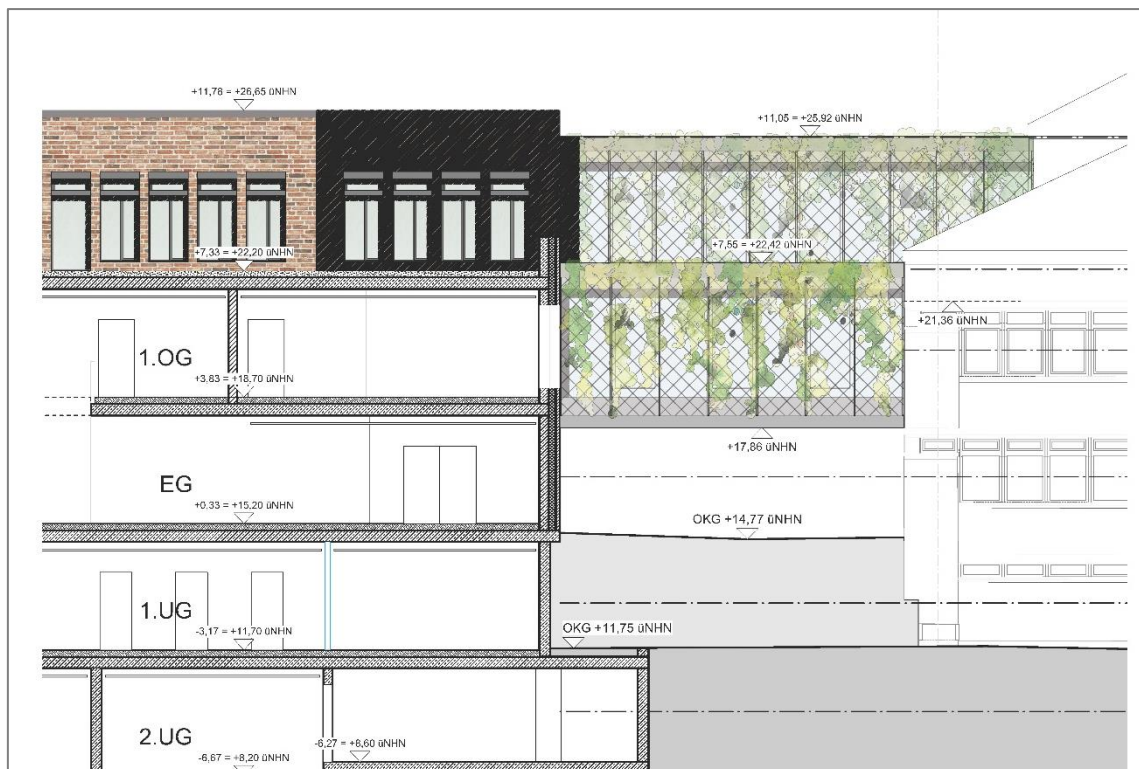 +11,78 = +26,65 üNHN
+11,05 = +25,92 üNHN
+7,33 = +22,20 üNHN
+7,55 = +22,42 üNHN
+21,36 üNHN
1.OG
+3,83 = +18,70 üNHN
+17,86 üNHN
EG
+0,33 = +15,20 üNHN
OKG +14,77 üNHN
1.UG
-3,17 = +11,70 üNHN
OKG +11,75 üNHN
2.UG
-6,27 = +8,60 üNHN
-6,67 = +8,20 üNHN